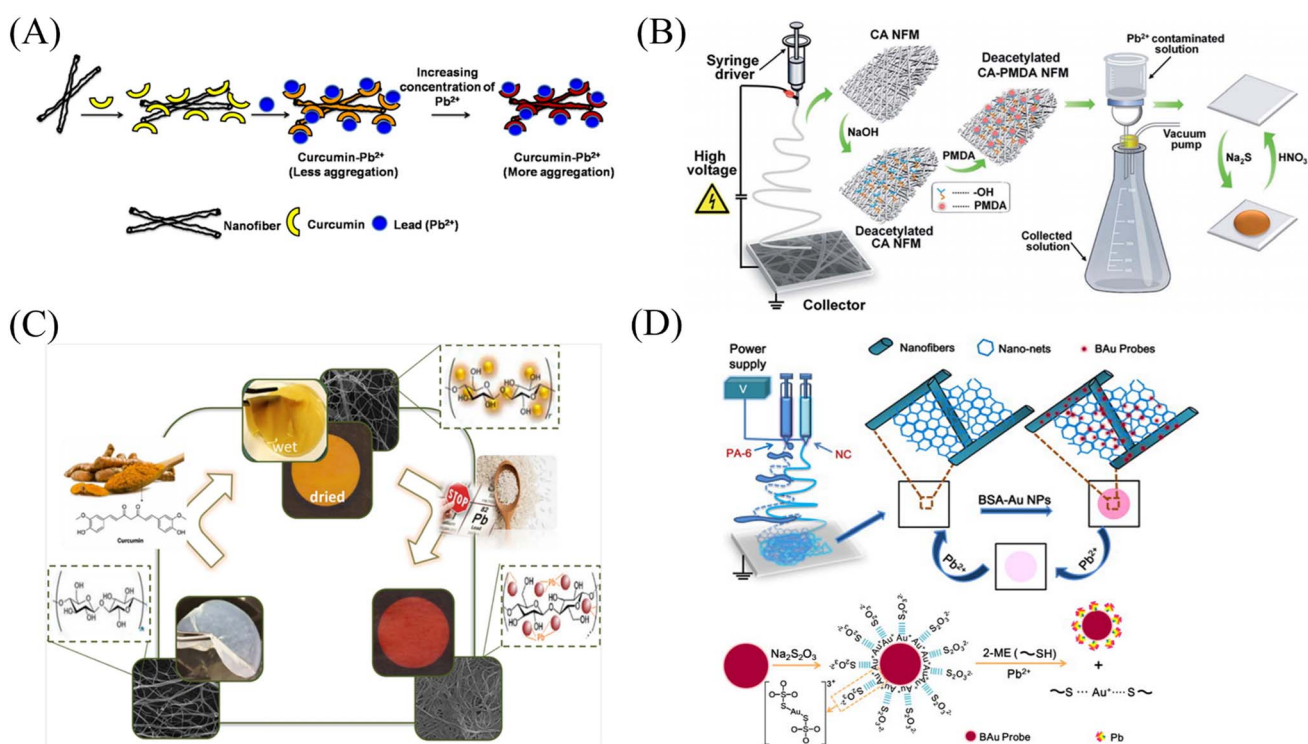 (A)
Increasing
concentration of
Pb²⁺
Curcumin-Pb²⁺
(Less aggregation)
Curcumin-Pb²⁺
(More aggregation)
Nanofiber
Curcumin
Lead (Pb²⁺)
(B)
Syringe
driver
CA NFM
Deacetylated
CA-PMDA NFM
Pb²⁺ contaminated
solution
NaOH
PMDA
High
voltage
-OH
PMDA
Deacetylated
CA NFM
Collector
Vacuum
pump
Na₂S
HNO₃
Collected
solution
(C)
wet
dried
Curcumin
STOP
82
Pb
Lead
(D)
Power
supply
V
Nanofibers
Nano-nets
BAu Probes
PA-6
NC
BSA-Au NPs
Pb²⁺
Pb²⁺
Na₂S₂O₃
2-ME (~SH)
Pb²⁺
+
~S ··· Au⁺···· S~
3+
BAu Probe
Pb